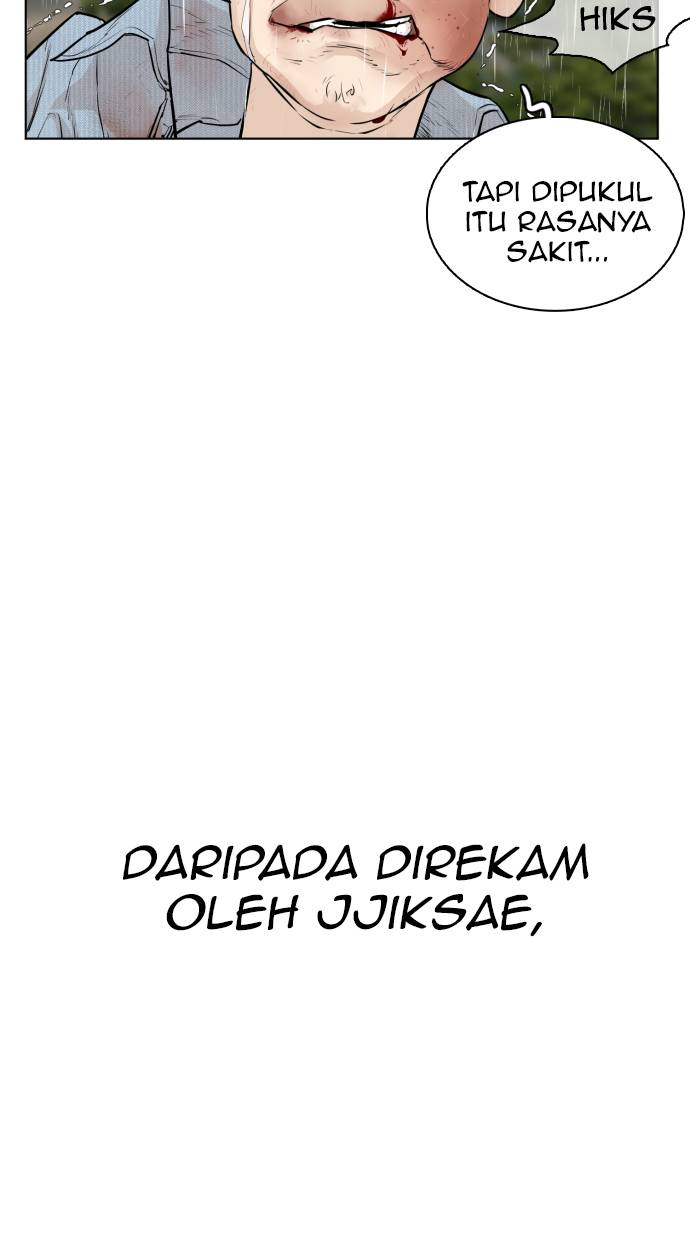 HIKS
TAPI DIPUKUL
ITU RASANYA
SAKIT...
DARIPADA DIREKAM
OLEH JJIKSAE,